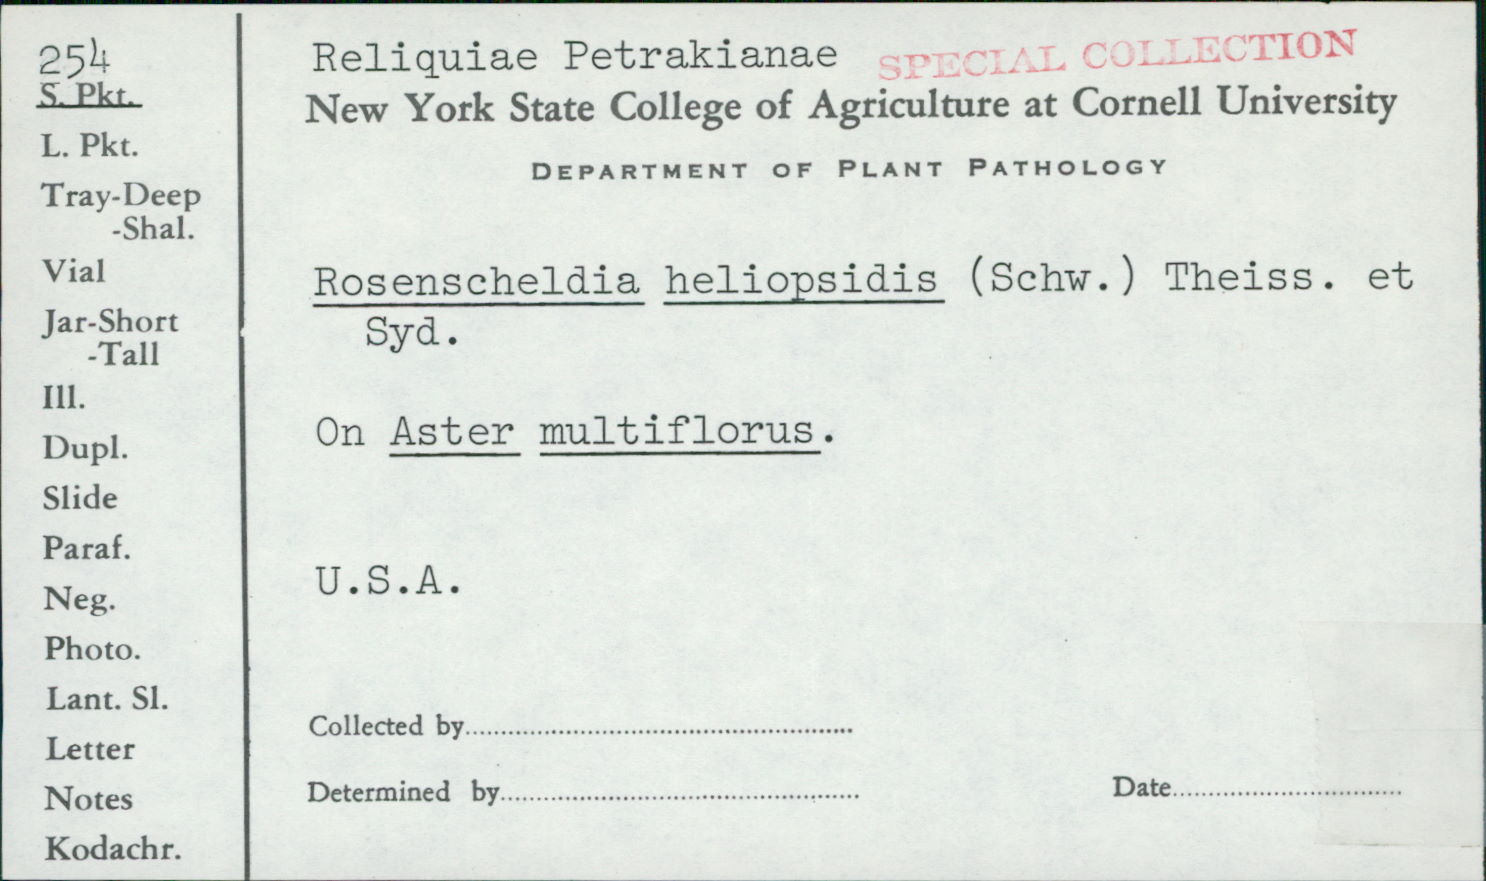 254
S. Pkt.
L. Pkt.
Tray-Deep
-Shal.
Vial
Jar-Short
-Tall
Ill.
Dupl.
Slide
Paraf.
Neg.
Photo.
Lant. Sl.
Letter
Notes
Kodachr.
Reliquiae Petrakianae SPECIAL COLLECTION
New York State College of Agriculture at Cornell University
DEPARTMENT OF PLANT PATHOLOGY
Rosenscheldia heliopsidis (Schw.) Theiss. et
Syd.
On Aster multiflorus.
U.S.A.
Collected by
Determined by
Date